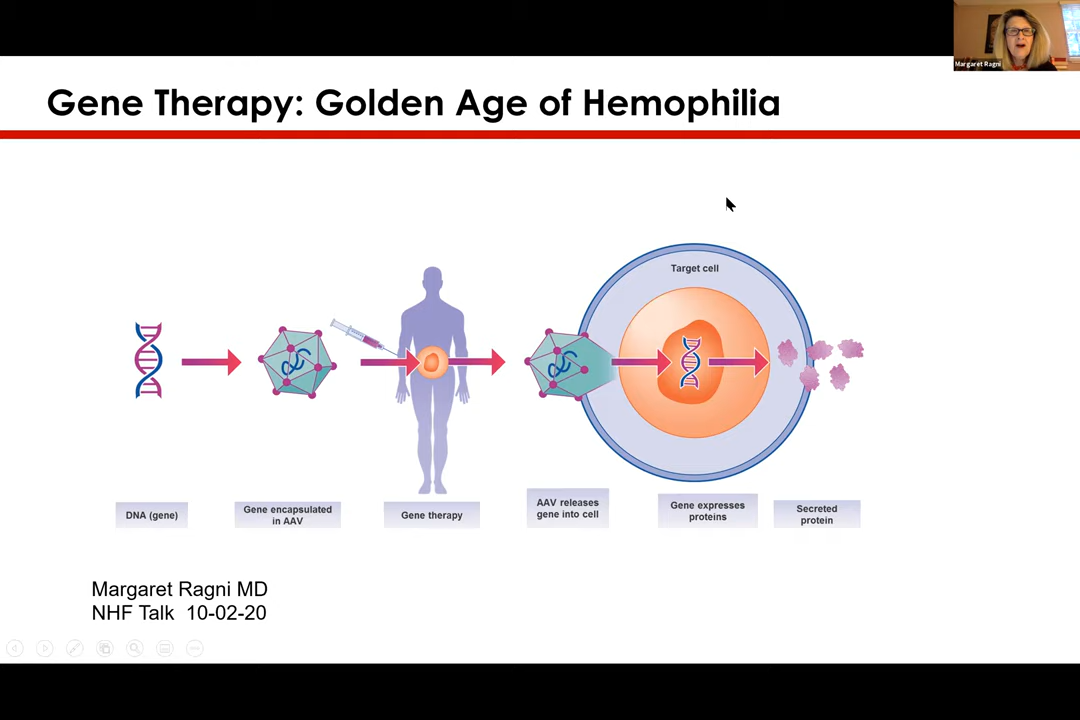 Margaret Ragni
Gene Therapy: Golden Age of Hemophilia
Target cell
DNA (gene)
Gene encapsulated
in AAV
Gene therapy
AAV releases
gene into cell
Gene expresses
proteins
Secreted
protein
Margaret Ragni MD
NHF Talk 10-02-20